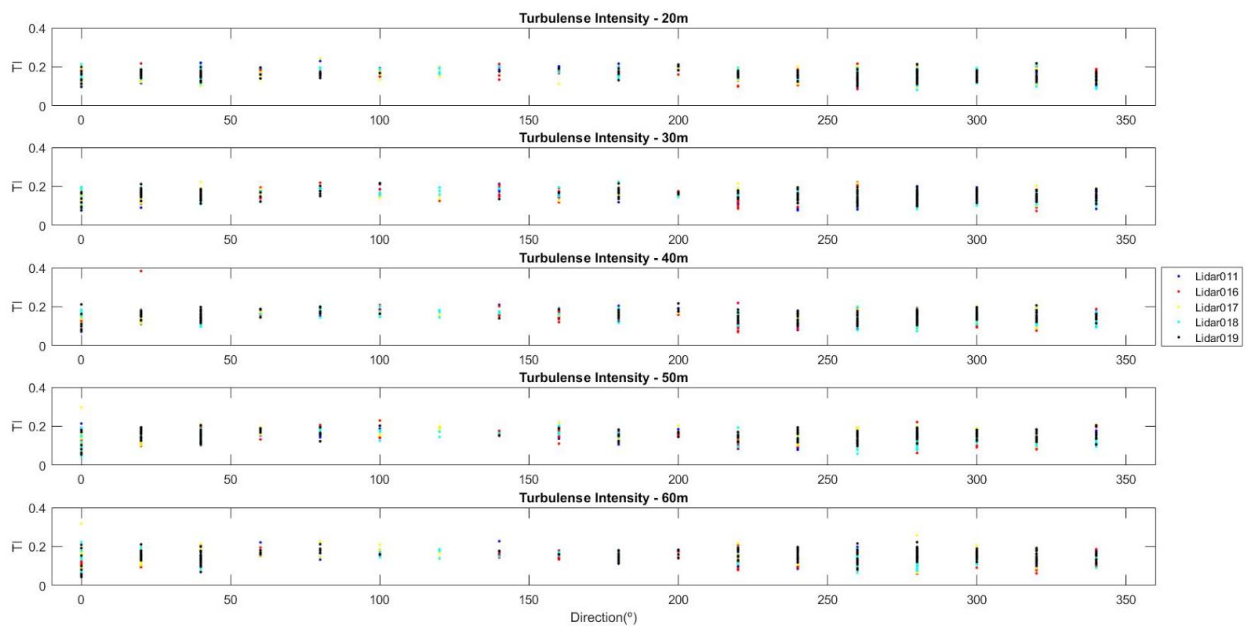 Turbulense Intensity - 20m
0.4
0.2
0
TI
0 50 100 150 200 250 300 350
Turbulense Intensity - 30m
0.4
0.2
0
TI
0 50 100 150 200 250 300 350
Turbulense Intensity - 40m
0.4
0.2
0
TI
0 50 100 150 200 250 300 350
Lidar011
Lidar016
Lidar017
Lidar018
Lidar019
Turbulense Intensity - 50m
0.4
0.2
0
TI
0 50 100 150 200 250 300 350
Turbulense Intensity - 60m
0.4
0.2
0
TI
0 50 100 150 200 250 300 350
Direction(º)